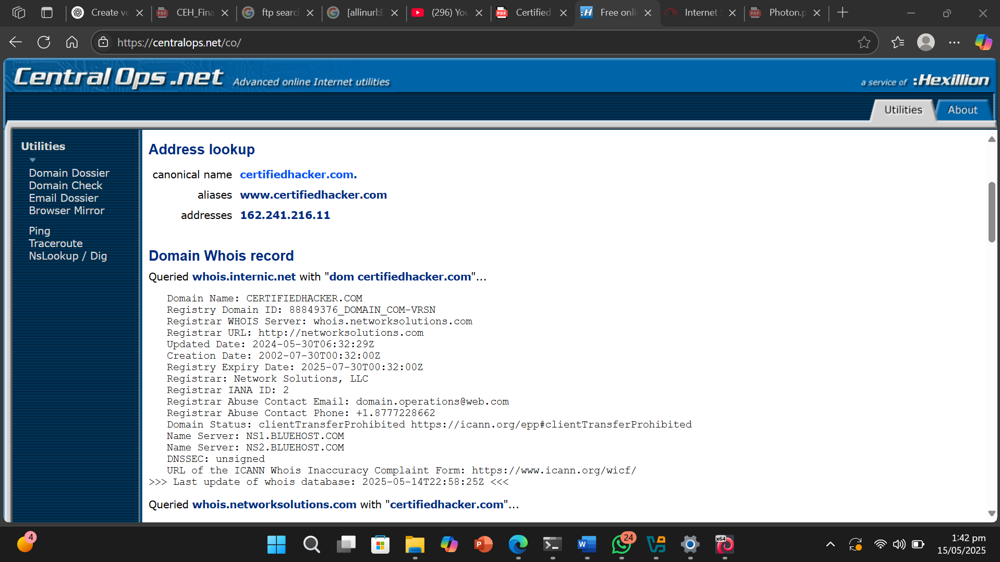 Create ve
CEH_Fina
ftp searc
[allinurl:E
(296) You
Certified
Free onli
Internet S
Photon.p
https://centralops.net/co/
Central Ops .net Advanced online Internet utilities
a service of :Hexillion
Utilities
About
Utilities
Domain Dossier
Domain Check
Email Dossier
Browser Mirror
Ping
Traceroute
NsLookup / Dig
Address lookup
canonical name certifiedhacker.com.
aliases www.certifiedhacker.com
addresses 162.241.216.11
Domain Whois record
Queried whois.internic.net with "dom certifiedhacker.com"...
Domain Name: CERTIFIEDHACKER.COM
Registry Domain ID: 88849376_DOMAIN_COM-VRSN
Registrar WHOIS Server: whois.networksolutions.com
Registrar URL: http://networksolutions.com
Updated Date: 2024-05-30T06:32:29Z
Creation Date: 2002-07-30T00:32:00Z
Registry Expiry Date: 2025-07-30T00:32:00Z
Registrar: Network Solutions, LLC
Registrar IANA ID: 2
Registrar Abuse Contact Email: domain.operations@web.com
Registrar Abuse Contact Phone: +1.8777228662
Domain Status: clientTransferProhibited https://icann.org/epp#clientTransferProhibited
Name Server: NS1.BLUEHOST.COM
Name Server: NS2.BLUEHOST.COM
DNSSEC: unsigned
URL of the ICANN Whois Inaccuracy Complaint Form: https://www.icann.org/wicf/
>>> Last update of whois database: 2025-05-14T22:58:25Z <<<
Queried whois.networksolutions.com with "certifiedhacker.com"...
4
24
x64
1:42 pm
15/05/2025